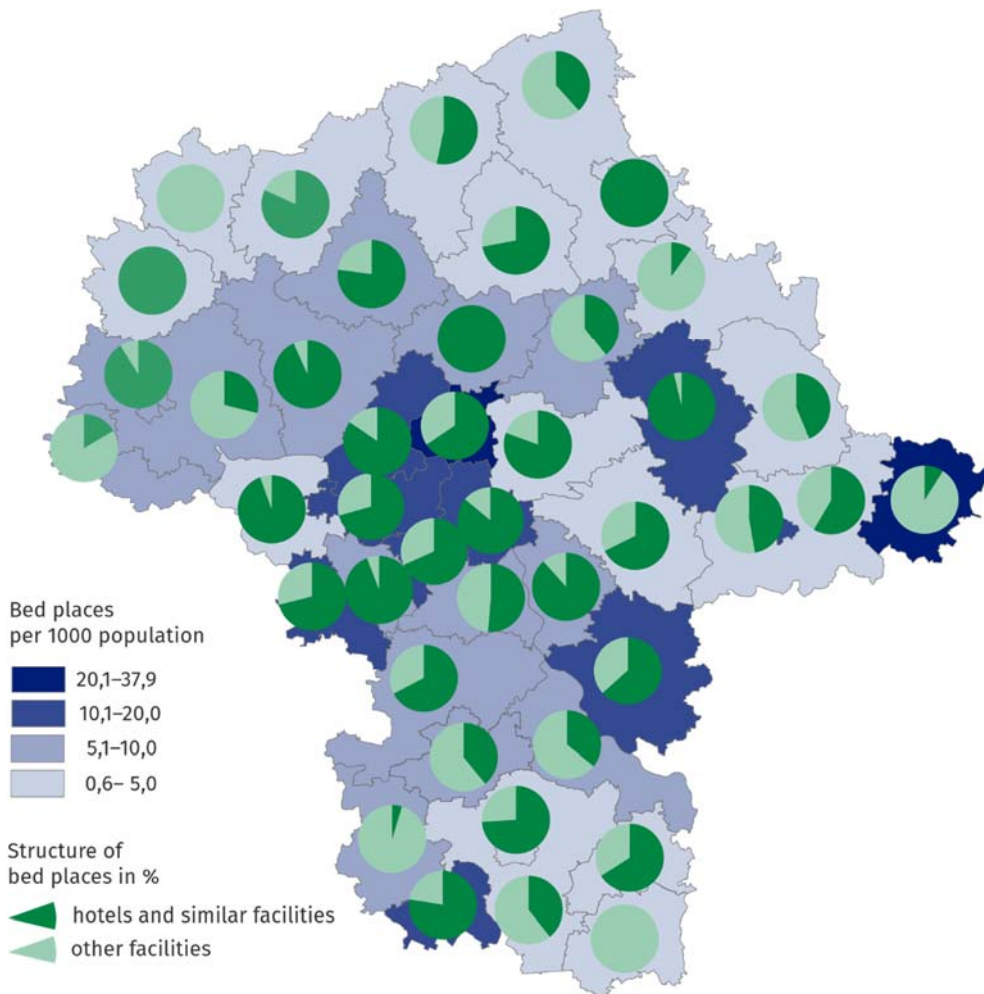 Bed places
per 1000 population
20,1–37,9
10,1–20,0
5,1–10,0
0,6– 5,0
Structure of
bed places in %
hotels and similar facilities
other facilities